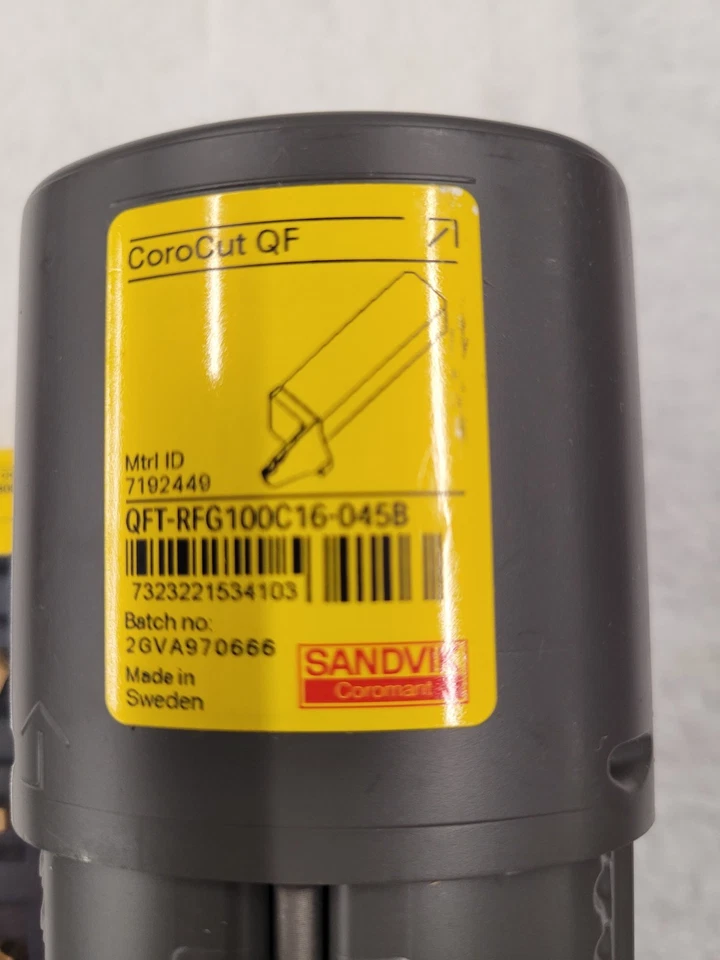 CoroCut QF
Mtrl ID
7192449
QFT-RFG100C16-045B
7323221534103
Batch no:
2GVA970666
Made in
Sweden
SANDVIK
Coromant